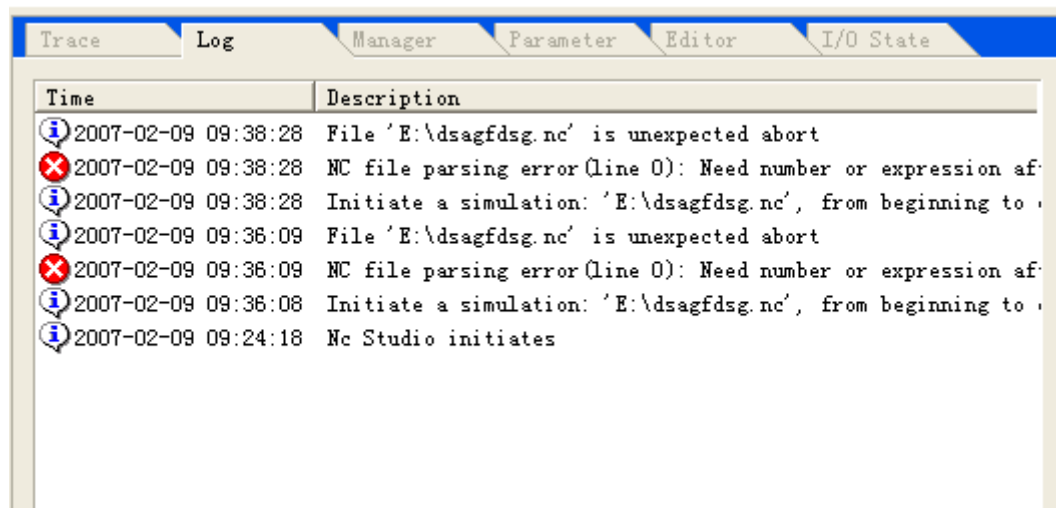 Trace Log Manager Parameter Editor I/O State
Time Description
2007-02-09 09:38:28 File 'E:\dsagfdsg.nc' is unexpected abort
2007-02-09 09:38:28 NC file parsing error(line 0): Need number or expression af
2007-02-09 09:38:28 Initiate a simulation: 'E:\dsagfdsg.nc', from beginning to
2007-02-09 09:36:09 File 'E:\dsagfdsg.nc' is unexpected abort
2007-02-09 09:36:09 NC file parsing error(line 0): Need number or expression af
2007-02-09 09:36:08 Initiate a simulation: 'E:\dsagfdsg.nc', from beginning to
2007-02-09 09:24:18 Nc Studio initiates